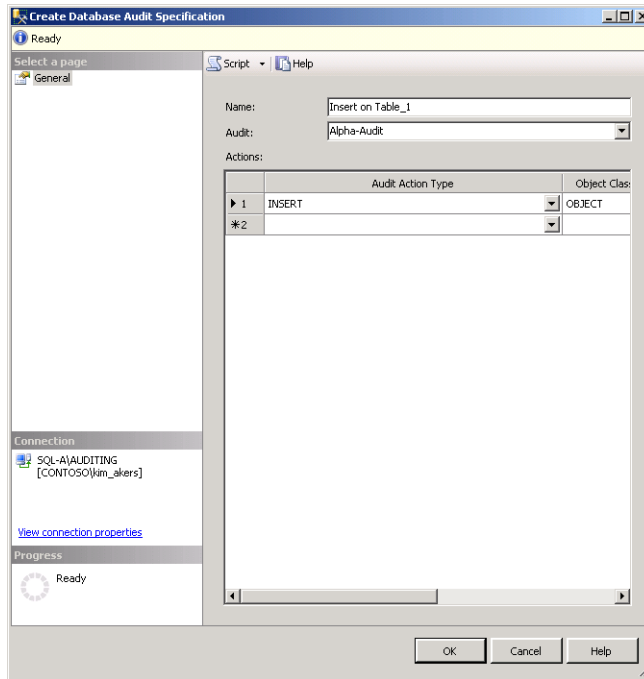 Create Database Audit Specification
Ready
Select a page
General
Script
Help
Name:
Insert on Table_1
Audit:
Alpha-Audit
Actions:
Audit Action Type
Object Clas
1
INSERT
OBJECT
*2
Connection
SQL-A\AUDITING
[CONTOSO\kim_akers]
View connection properties
Progress
Ready
OK
Cancel
Help